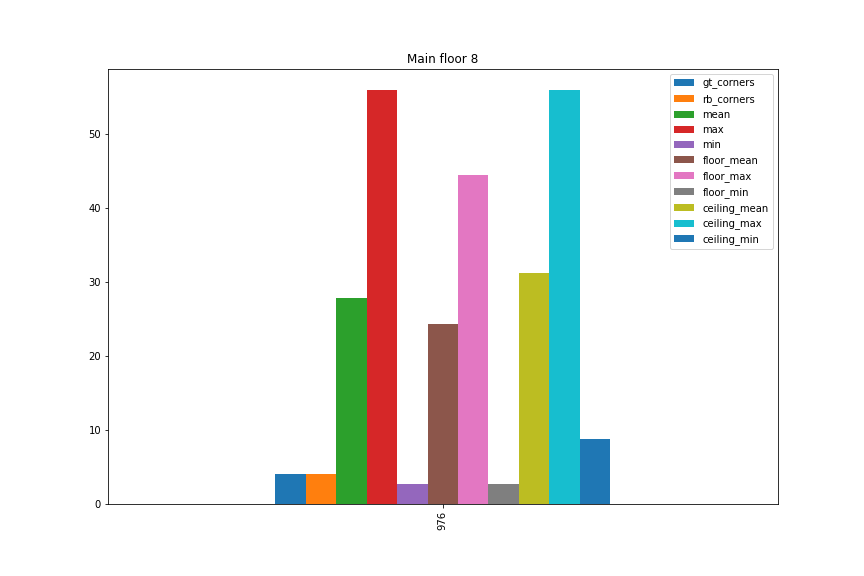 Main floor 8
gt_corners
rb_corners
mean
max
min
floor_mean
floor_max
floor_min
ceiling_mean
ceiling_max
ceiling_min
50
40
30
20
10
0
976